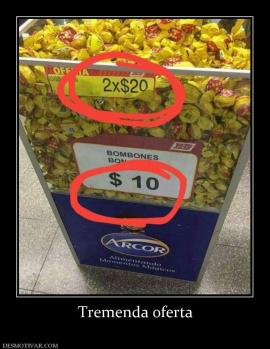 OFERTA
2x$20
BOMBONES
BON
$ 10
ARCOR
Alimentando
Momentos Mágicos
Tremenda oferta
DESMOTIVAR.COM